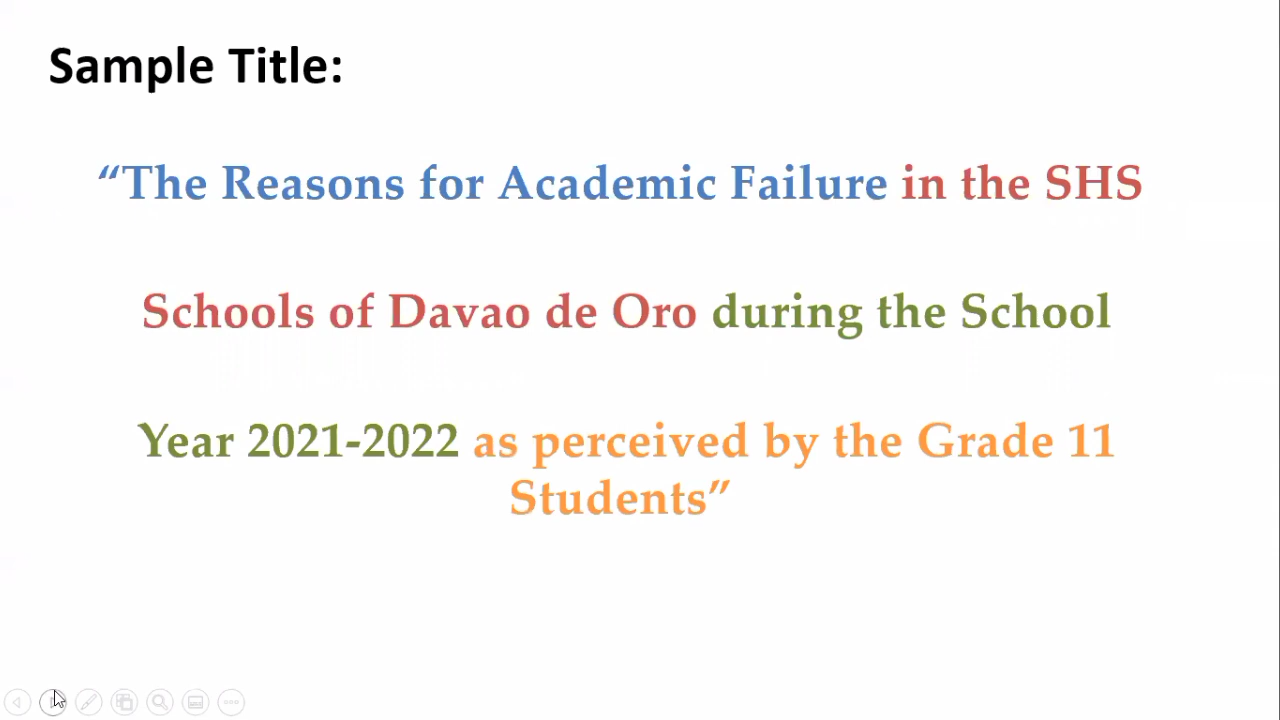 Sample Title:
“The Reasons for Academic Failure in the SHS
Schools of Davao de Oro during the School
Year 2021-2022 as perceived by the Grade 11
Students”